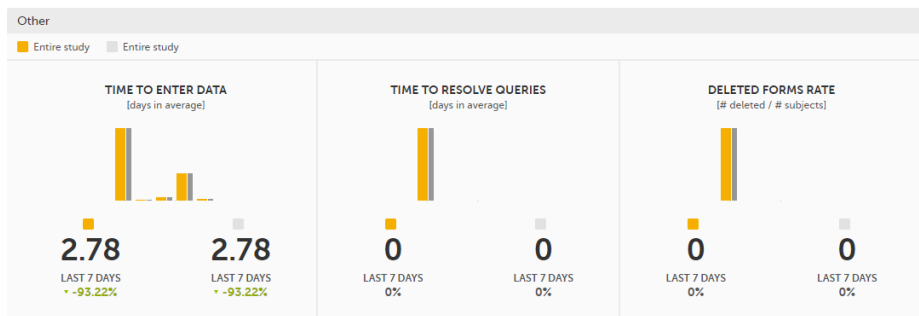 Other
Entire study Entire study
TIME TO ENTER DATA
[days in average]
2.78 2.78
LAST 7 DAYS LAST 7 DAYS
-93.22% -93.22%
TIME TO RESOLVE QUERIES
[days in average]
0 0
LAST 7 DAYS LAST 7 DAYS
0% 0%
DELETED FORMS RATE
[# deleted / # subjects]
0 0
LAST 7 DAYS LAST 7 DAYS
0% 0%